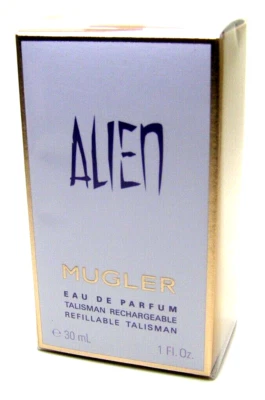 ALIEN
MUGLER
EAU DE PARFUM
TALISMAN RECHARGEABLE
REFILLABLE TALISMAN
℮ 30 mL 1 Fl. Oz.